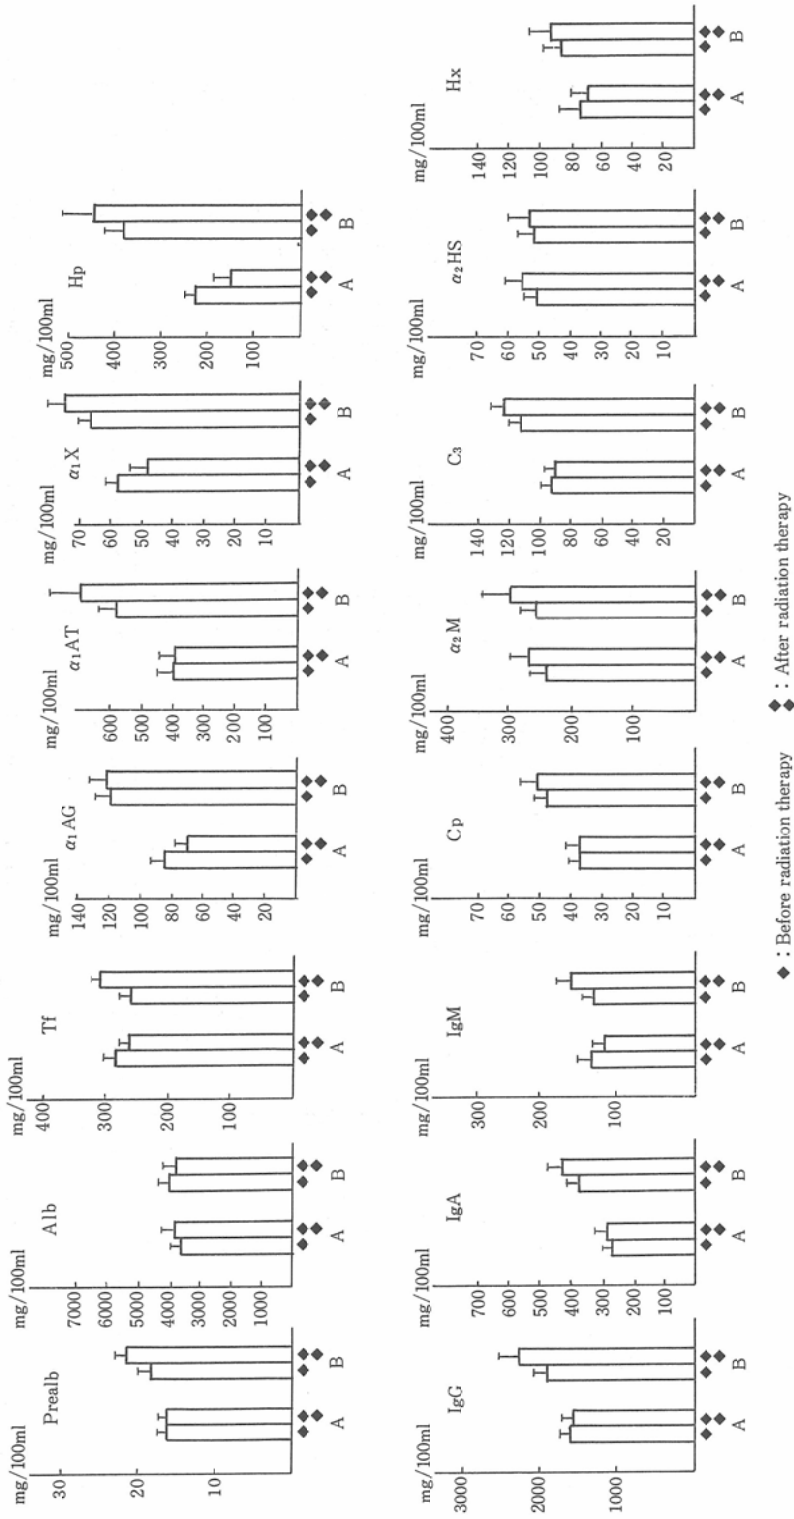 mg/100ml
Prealb
30
20
10
◆ ◆◆ ◆ ◆◆
A B
mg/100ml
Alb
7000
5000
4000
3000
2000
1000
◆ ◆◆ ◆ ◆◆
A B
mg/100ml
Tf
400
300
200
100
◆ ◆◆ ◆ ◆◆
A B
mg/100ml
α₁AG
140
120
100
80
60
40
20
◆ ◆◆ ◆ ◆◆
A B
mg/100ml
α₁AT
600
500
400
300
200
100
◆ ◆◆ ◆ ◆◆
A B
mg/100ml
α₁X
70
60
50
40
30
20
10
◆ ◆◆ ◆ ◆◆
A B
mg/100ml
Hp
500
400
300
200
100
◆ ◆◆ ◆ ◆◆
A B
mg/100ml
IgG
3000
2000
1000
◆ ◆◆ ◆ ◆◆
A B
mg/100ml
IgA
700
600
500
400
300
200
100
◆ ◆◆ ◆ ◆◆
A B
mg/100ml
IgM
300
200
100
◆ ◆◆ ◆ ◆◆
A B
mg/100ml
Cp
70
60
50
40
30
20
10
◆ ◆◆ ◆ ◆◆
A B
mg/100ml
α₂M
400
300
200
100
◆ ◆◆ ◆ ◆◆
A B
mg/100ml
C₃
140
120
100
80
60
40
20
◆ ◆◆ ◆ ◆◆
A B
mg/100ml
α₂HS
70
60
50
40
30
20
10
◆ ◆◆ ◆ ◆◆
A B
mg/100ml
Hx
140
120
100
80
60
40
20
◆ ◆◆ ◆ ◆◆
A B
◆ : Before radiation therapy
◆◆ : After radiation therapy